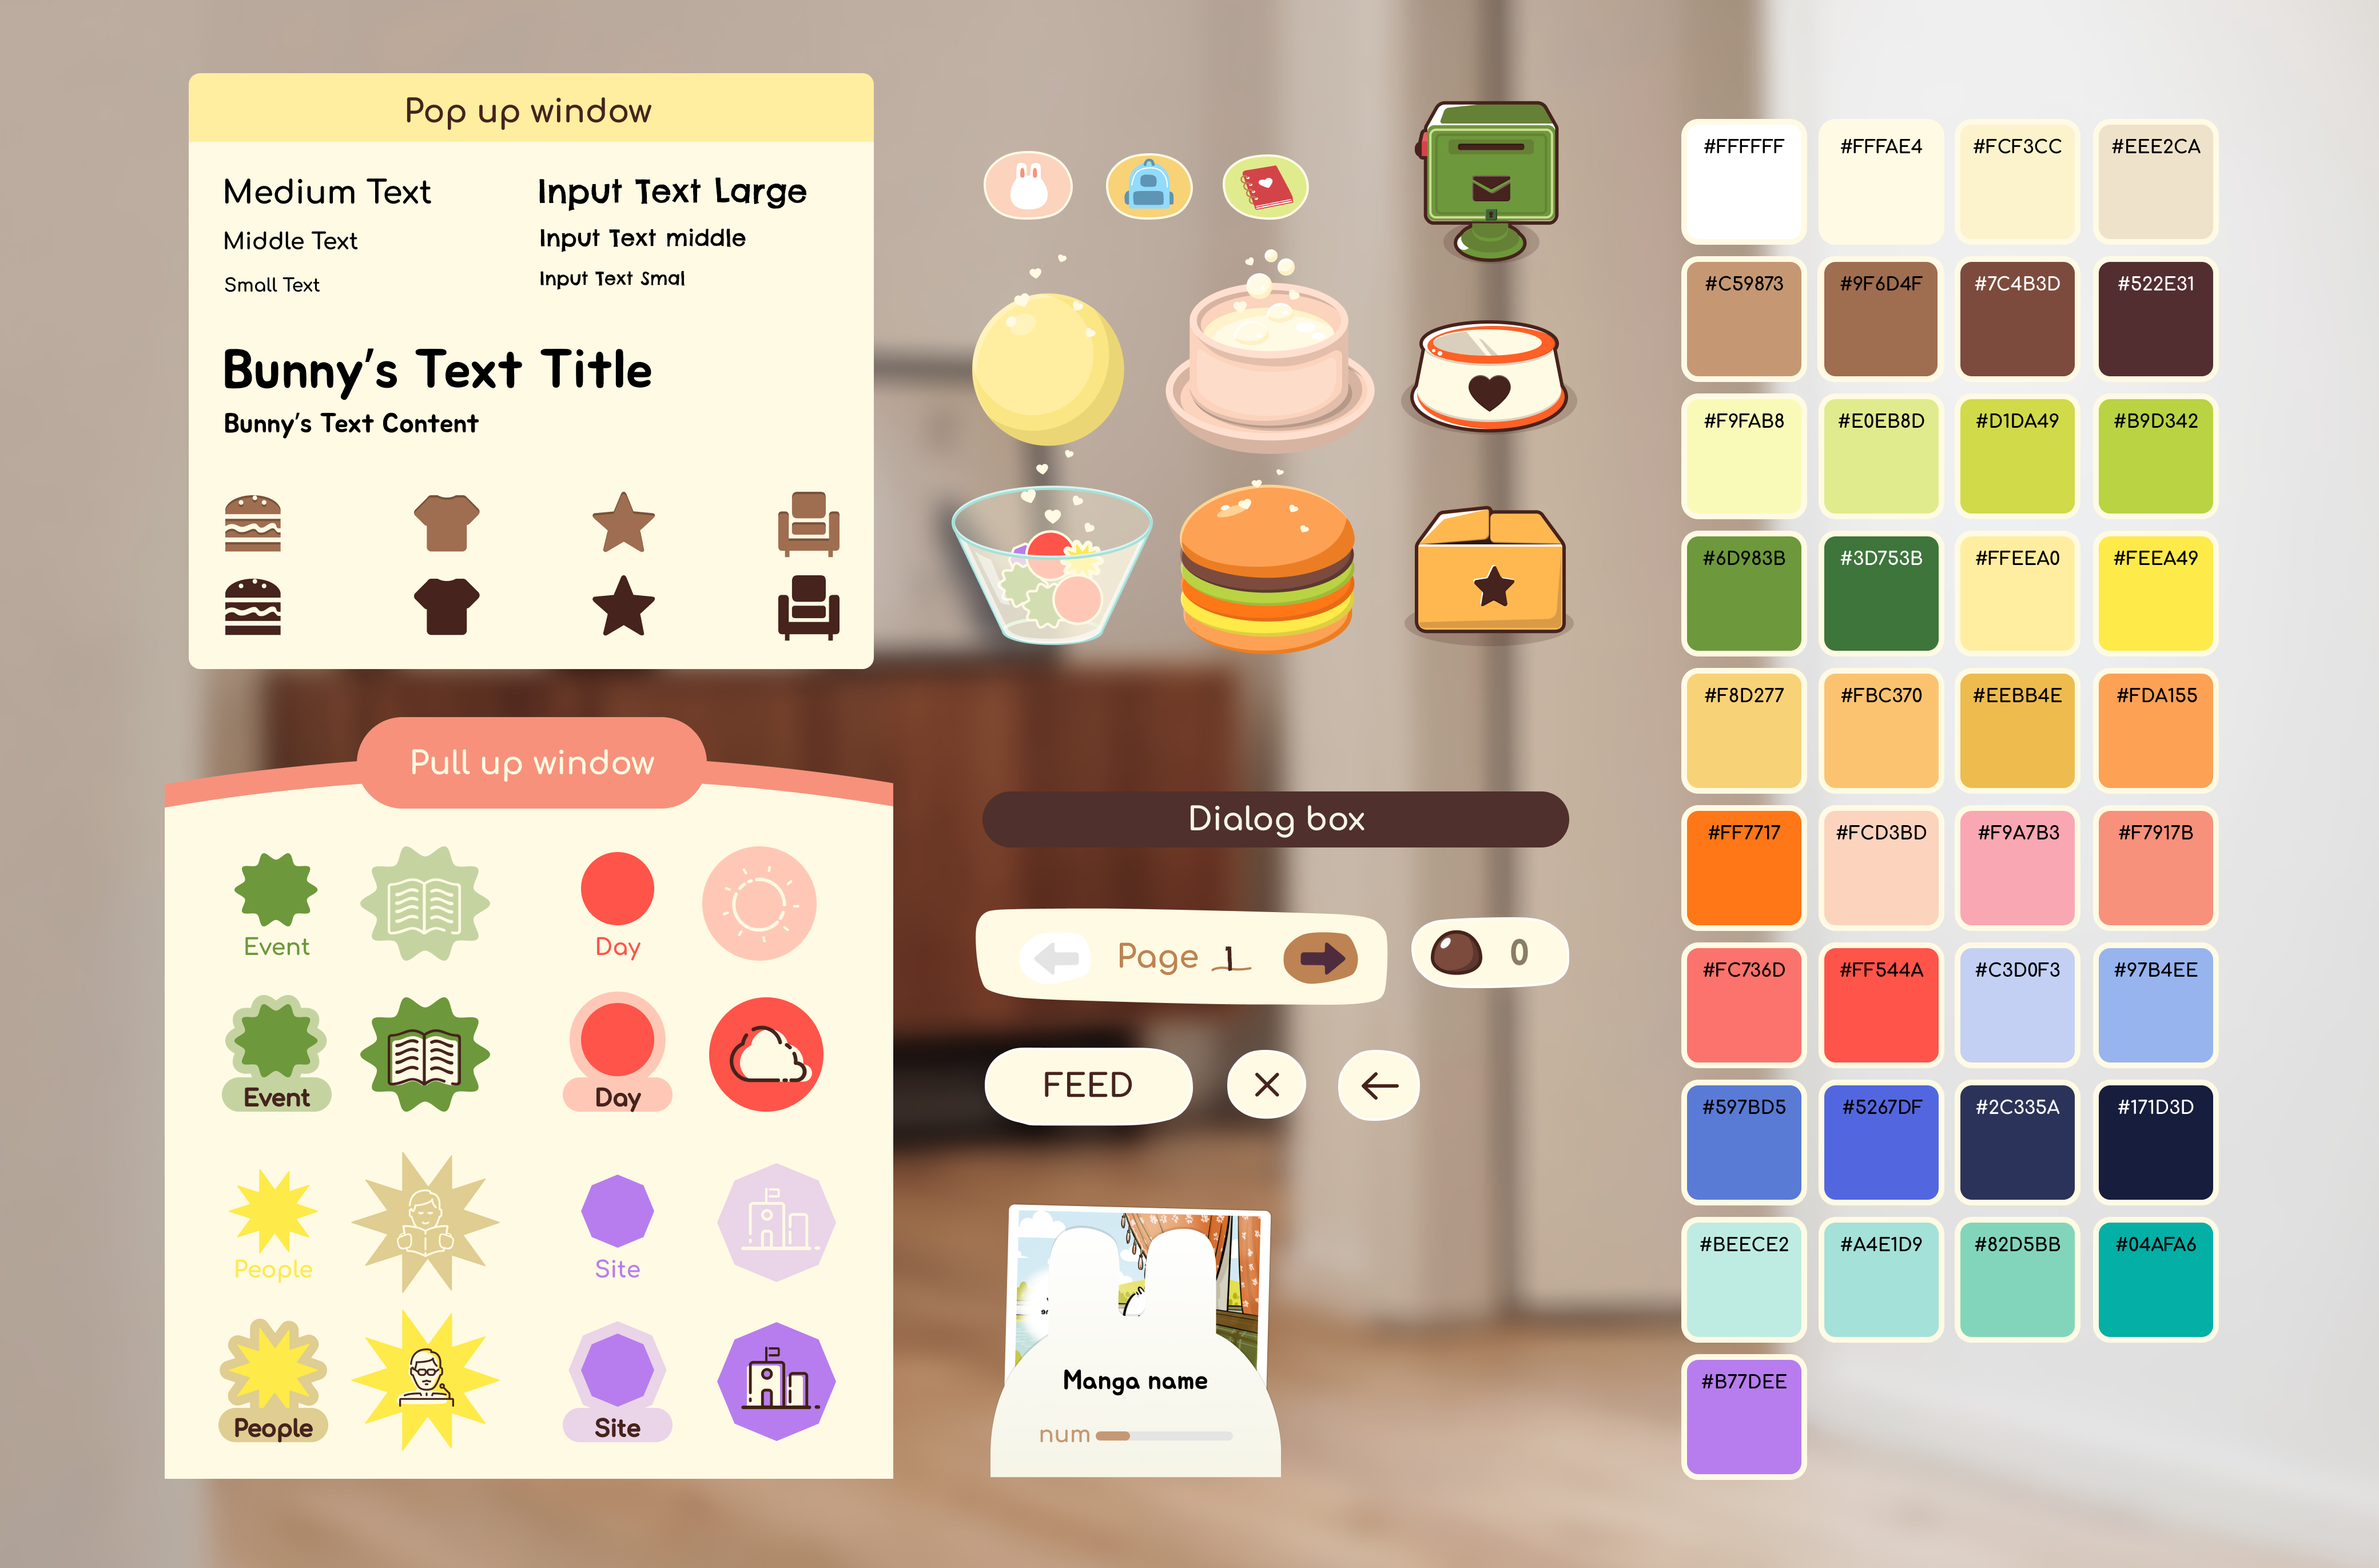 Pop up window
Medium Text
Middle Text
Small Text
Input Text Large
Input Text middle
Input Text Smal
Bunny's Text Title
Bunny's Text Content
Pull up window
Event
Day
Event
Day
People
Site
People
Site
Dialog box
Page 1
0
FEED
Manga name
num
#FFFFFF #FFFAE4 #FCF3CC #EEE2CA
#C59873 #9F6D4F #7C4B3D #522E31
#F9FAB8 #E0EB8D #D1DA49 #B9D342
#6D983B #3D753B #FFEEA0 #FEEA49
#F8D277 #FBC370 #EEBB4E #FDA155
#FF7717 #FCD3BD #F9A7B3 #F7917B
#FC736D #FF544A #C3D0F3 #97B4EE
#597BD5 #5267DF #2C335A #171D3D
#BEECE2 #A4E1D9 #82D5BB #04AFA6
#B77DEE